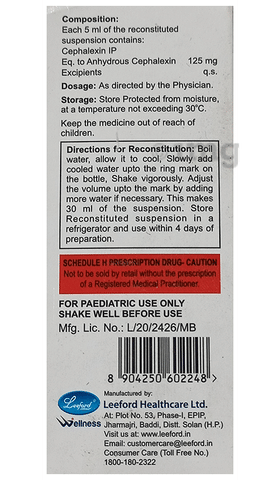 Composition:
Each 5 ml of the reconstituted
suspension contains:
Cephalexin IP
Eq. to Anhydrous Cephalexin 125 mg
Excipients q.s.
Dosage: As directed by the Physician.
Storage: Store Protected from moisture,
at a temperature not exceeding 30°C.
Keep the medicine out of reach of
children.
Directions for Reconstitution: Boil
water, allow it to cool, Slowly add
cooled water upto the ring mark on
the bottle, Shake vigorously. Adjust
the volume upto the mark by adding
more water if necessary. This makes
30 ml of the suspension. Store
Reconstituted suspension in a
refrigerator and use within 4 days of
preparation.
SCHEDULE H PRESCRIPTION DRUG- CAUTION
Not to be sold by retail without the prescription
of a Registered Medical Practitioner.
FOR PAEDIATRIC USE ONLY
SHAKE WELL BEFORE USE
Mfg. Lic. No.: L/20/2426/MB
8 904250 602248 >
Manufactured by:
Leeford
Wellness
Leeford Healthcare Ltd.
At: Plot No. 53, Phase-I, EPIP,
Jharmajri, Baddi, Distt. Solan (H.P.)
Visit us at: www.leeford.in
Email: customercare@leeford.in
Consumer Care (Toll Free No.)
1800-180-2322